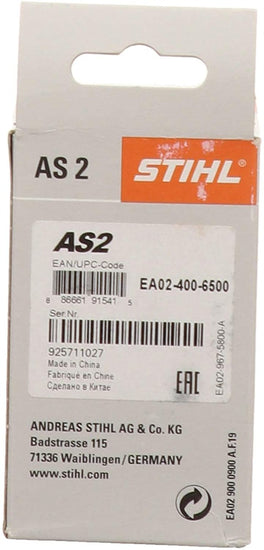 AS 2
STIHL
AS2
EAN/UPC-Code
8 86661 91541 5
EA02-400-6500
Ser.Nr.
925711027
Made in China
Fabriqué en Chine
Сделано в Китае
EAC
EA02-967-5800-A
ANDREAS STIHL AG & Co. KG
Badstrasse 115
71336 Waiblingen/GERMANY
www.stihl.com
EA02 900 0900 A.F.19